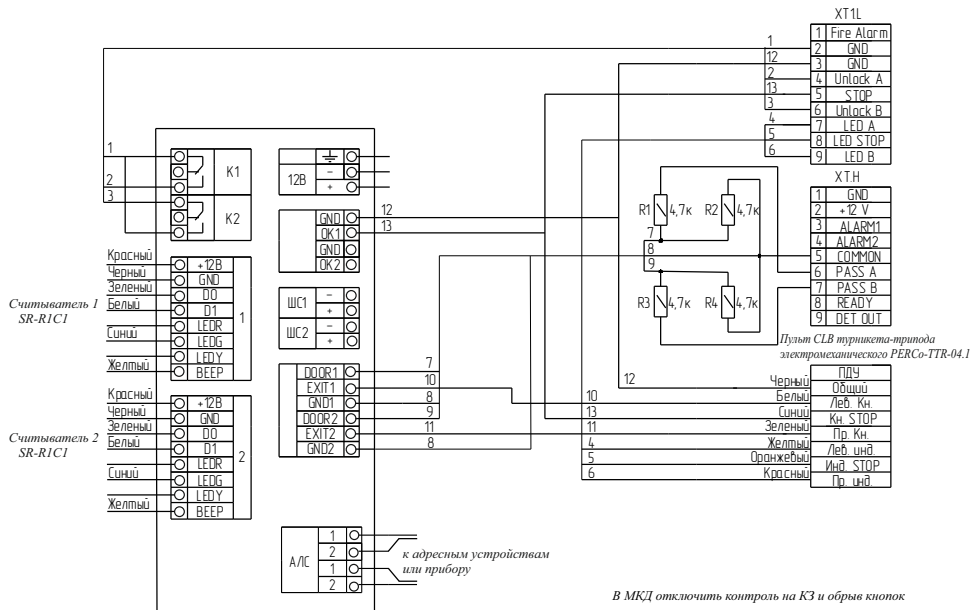 XT1.L
1 Fire Alarm
2 GND
3 GND
4 Unlock A
5 STOP
6 Unlock B
7 LED A
8 LED STOP
9 LED B
1
12
2
13
3
4
5
6
XT.H
1 GND
2 +12 V
3 ALARM1
4 ALARM2
5 COMMON
6 PASS A
7 PASS B
8 READY
9 DET OUT
R1 4,7к
R2 4,7к
7
8
9
R3 4,7к
R4 4,7к
Пульт CLB турникета-трипода
электромеханического PERCo-TTR-04.1
ПДУ
12 Черный Общий
10 Белый Лев. Кн.
13 Синий Кн. STOP
11 Зеленый Пр. Кн.
4 Желтый Лев. инд.
5 Оранжевый Инд. STOP
6 Красный Пр. инд.
1
2
К1
3
К2
12В
-
+
GND 12
ОК1 13
GND
ОК2
ШС1
-
+
ШС2
-
+
DOOR1 7
EXIT1 10
GND1 8
DOOR2 9
EXIT2 11
GND2 8
Считыватель 1
SR-R1C1
Красный +12В
Черный GND
Зеленый D0
Белый D1
LEDR
Синий LEDG
LEDY
Желтый BEEP
1
Считыватель 2
SR-R1C1
Красный +12В
Черный GND
Зеленый D0
Белый D1
LEDR
Синий LEDG
LEDY
Желтый BEEP
2
А/1С
1
2
1
2
к адресным устройствам
или прибору
В МКД отключить контроль на КЗ и обрыв кнопок